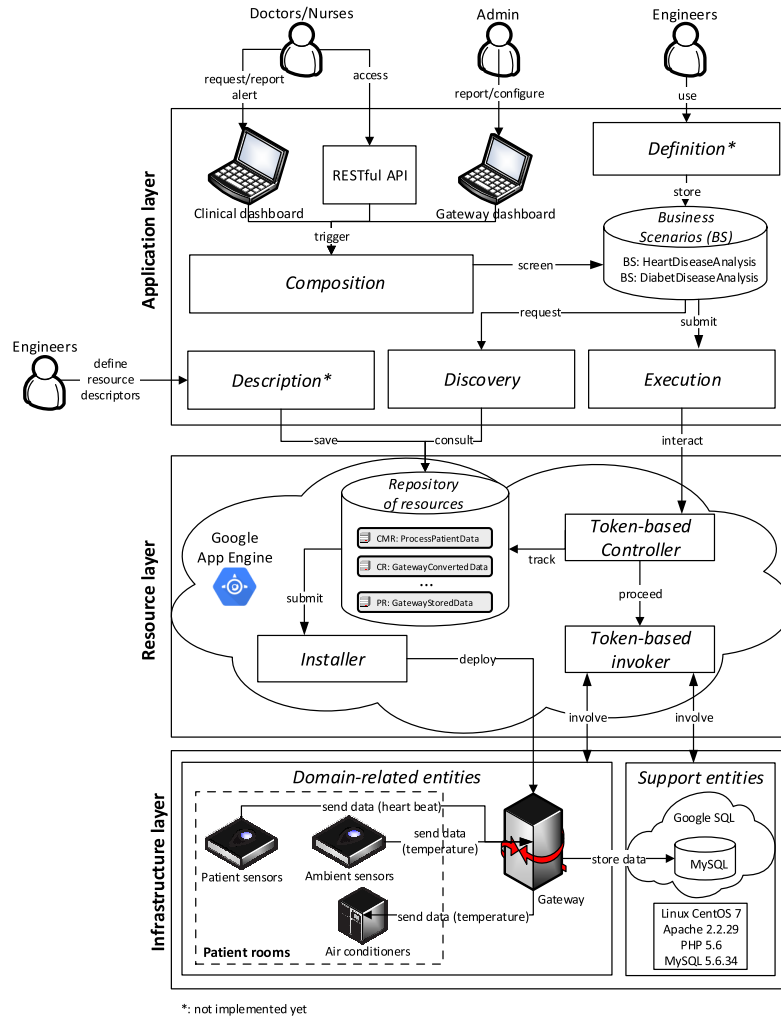 Doctors/Nurses
Admin
Engineers
request/report
alert
access
report/configure
use
Application layer
Clinical dashboard
RESTful API
Gateway dashboard
Definition*
store
Business
Scenarios (BS)
BS: HeartDiseaseAnalysis
BS: DiabetDiseaseAnalysis
trigger
Composition
screen
request
submit
Engineers
define
resource
descriptors
Description*
Discovery
Execution
save
consult
interact
Resource layer
Google
App Engine
Repository
of resources
CMR: ProcessPatientData
CR: GatewayConvertedData
...
PR: GatewayStoredData
track
Token-based
Controller
submit
proceed
Installer
deploy
Token-based
invoker
involve
involve
Infrastructure layer
Domain-related entities
Support entities
send data (heart beat)
send data
(temperature)
Patient sensors
Ambient sensors
Gateway
store data
Google SQL
MySQL
send data (temperature)
Patient rooms
Air conditioners
Linux CentOS 7
Apache 2.2.29
PHP 5.6
MySQL 5.6.34
*: not implemented yet